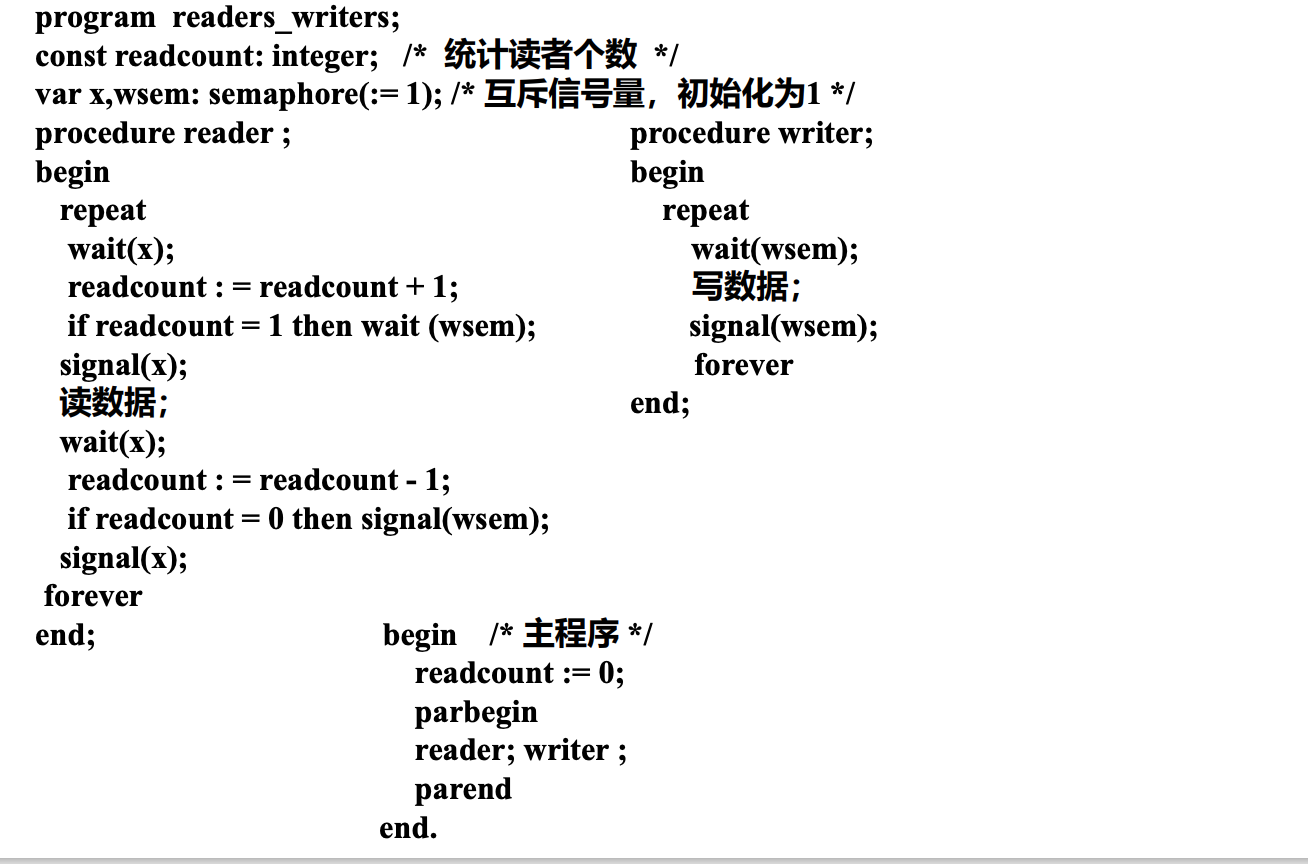 program readers_writers;
const readcount: integer; /* 统计读者个数 */
var x,wsem: semaphore(:= 1); /* 互斥信号量，初始化为1 */
procedure reader ;
begin
repeat
wait(x);
readcount : = readcount + 1;
if readcount = 1 then wait (wsem);
signal(x);
读数据；
wait(x);
readcount : = readcount - 1;
if readcount = 0 then signal(wsem);
signal(x);
forever
end;
procedure writer;
begin
repeat
wait(wsem);
写数据；
signal(wsem);
forever
end;
begin /* 主程序 */
readcount := 0;
parbegin
reader; writer ;
parend
end.